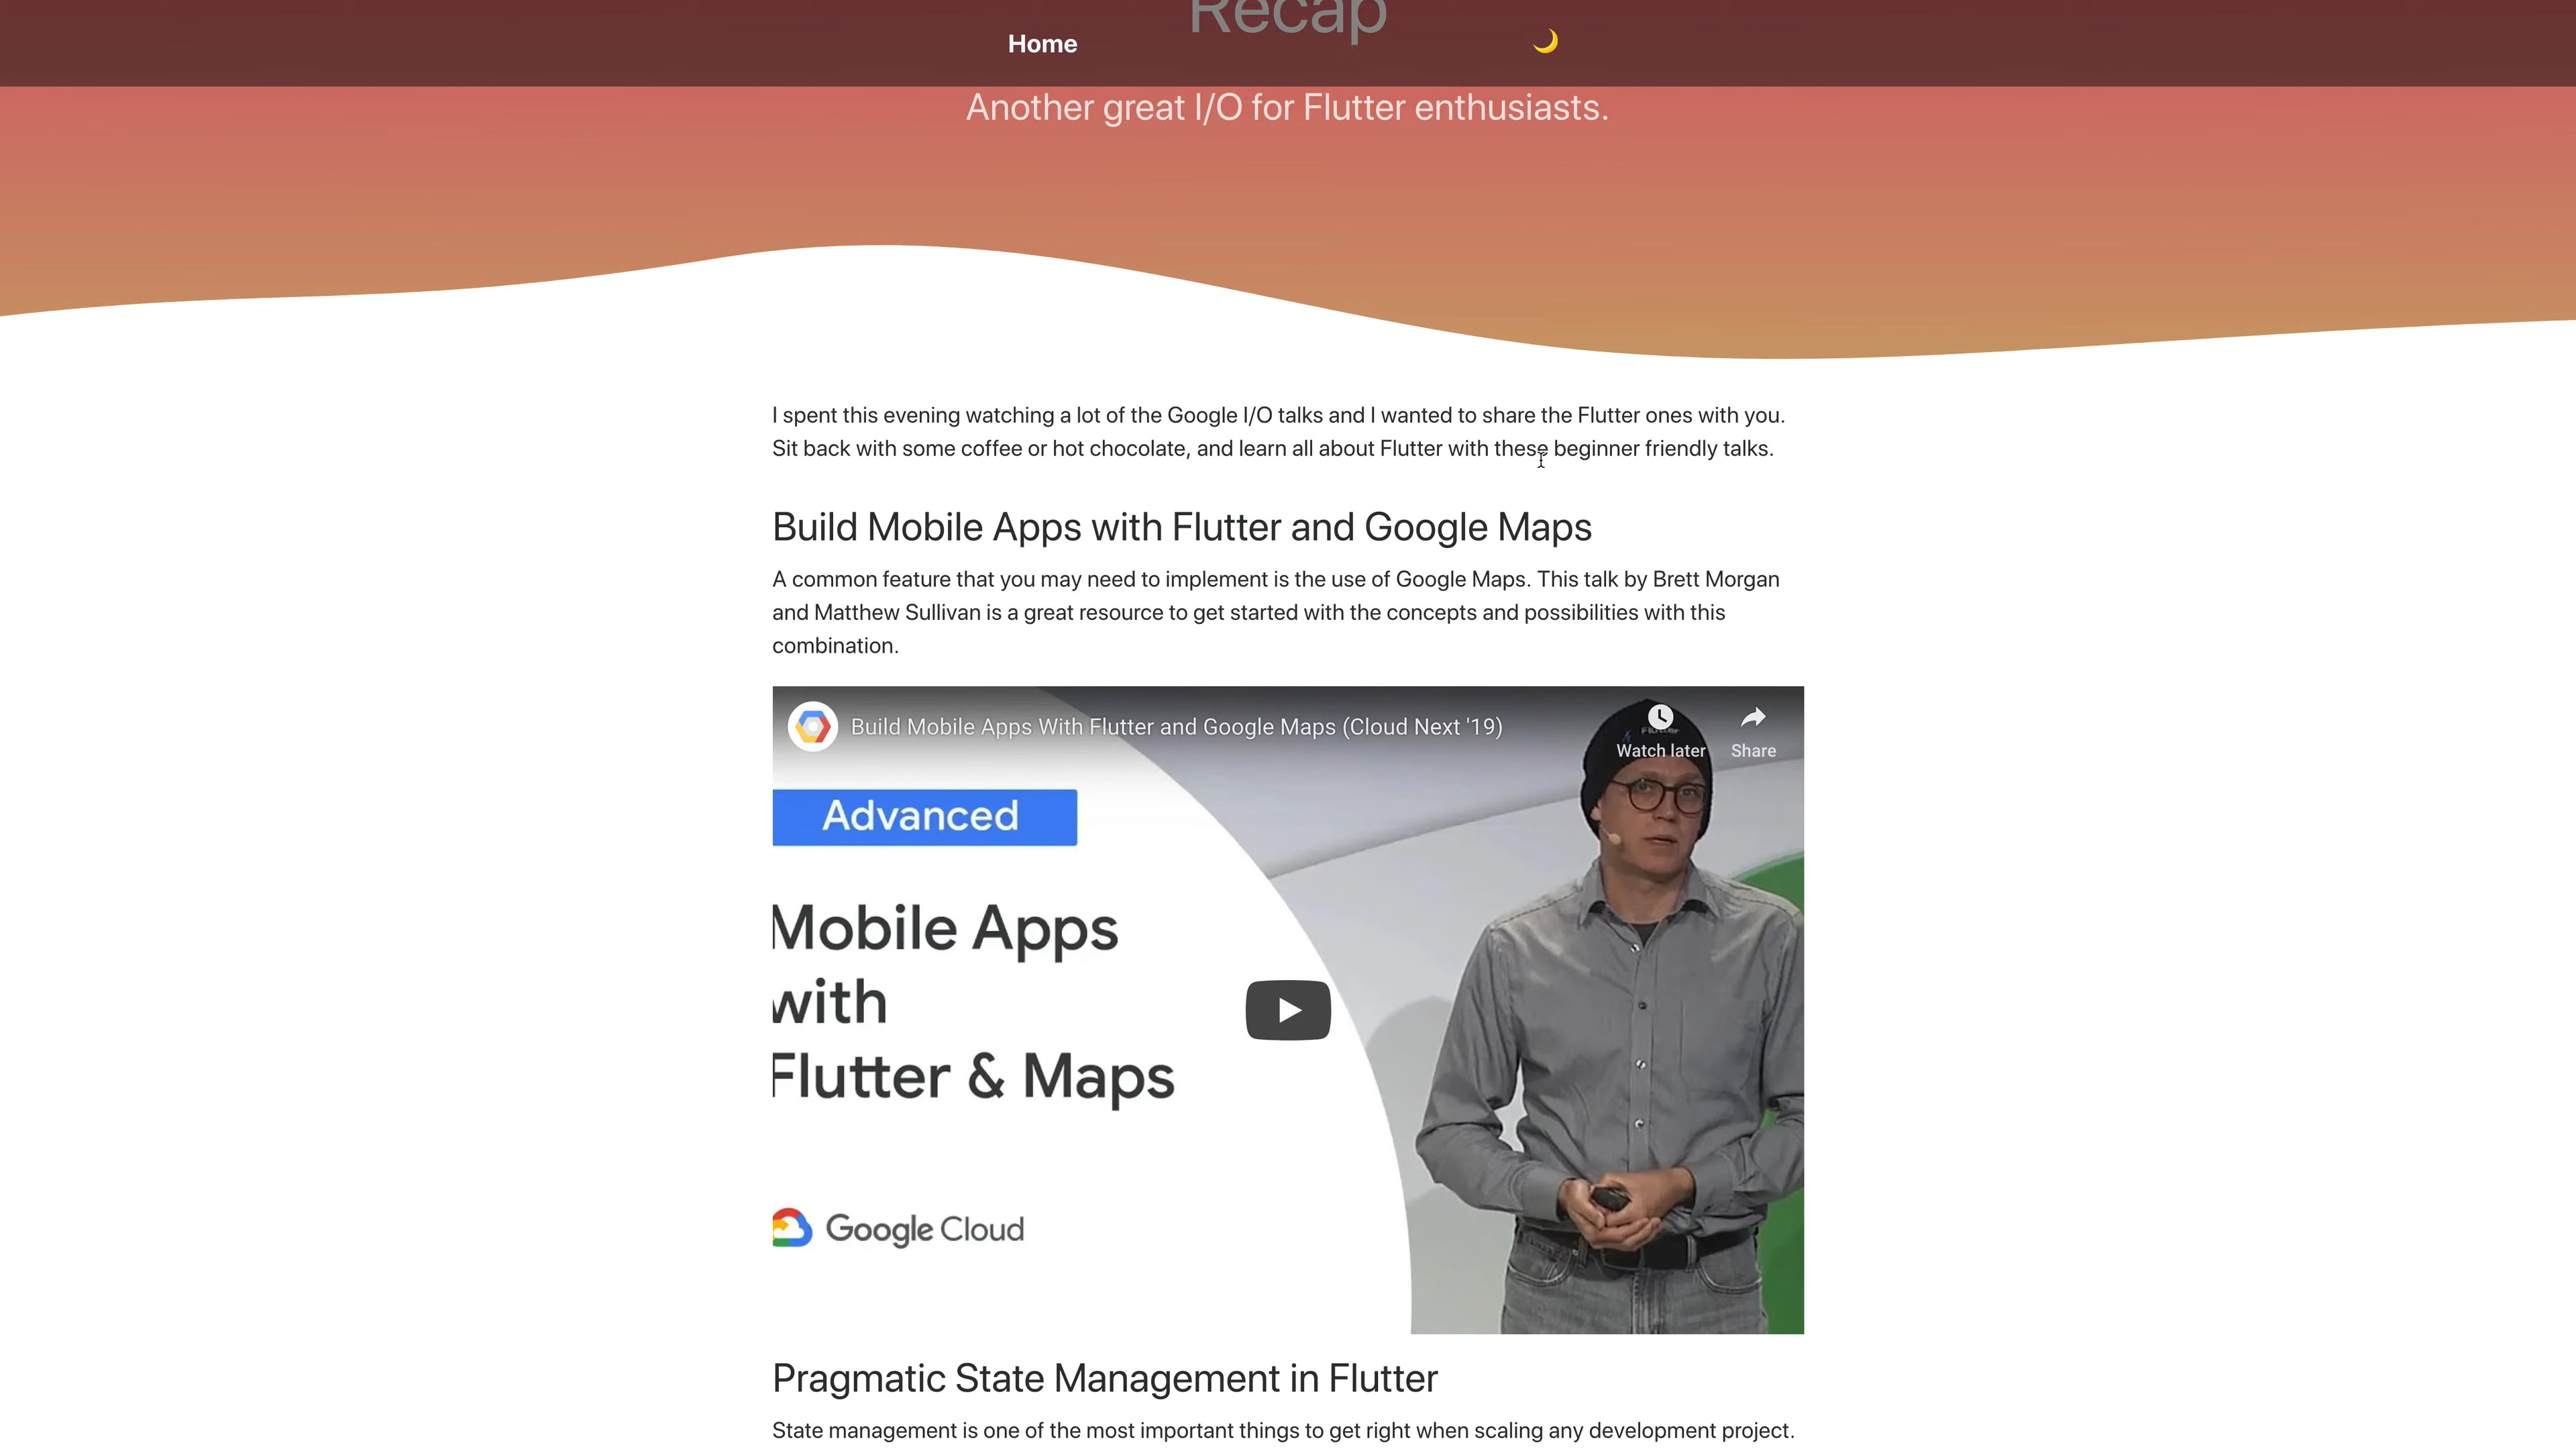 Recap
Home
Another great I/O for Flutter enthusiasts.
I spent this evening watching a lot of the Google I/O talks and I wanted to share the Flutter ones with you.
Sit back with some coffee or hot chocolate, and learn all about Flutter with these beginner friendly talks.
Build Mobile Apps with Flutter and Google Maps
A common feature that you may need to implement is the use of Google Maps. This talk by Brett Morgan
and Matthew Sullivan is a great resource to get started with the concepts and possibilities with this
combination.
Build Mobile Apps With Flutter and Google Maps (Cloud Next '19)
Watch later
Share
Flutter
Advanced
Mobile Apps
with
Flutter & Maps
Google Cloud
Pragmatic State Management in Flutter
State management is one of the most important things to get right when scaling any development project.